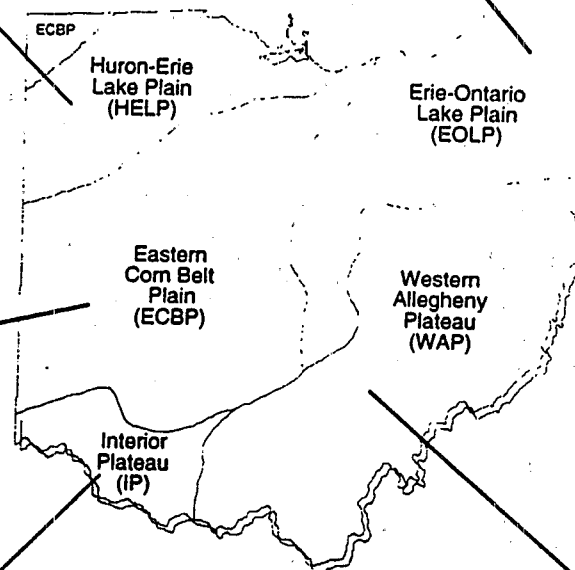 ECBP
Huron-Erie
Lake Plain
(HELP)
Erie-Ontario
Lake Plain
(EOLP)
Eastern
Corn Belt
Plain
(ECBP)
Western
Allegheny
Plateau
(WAP)
Interior
Plateau
(IP)